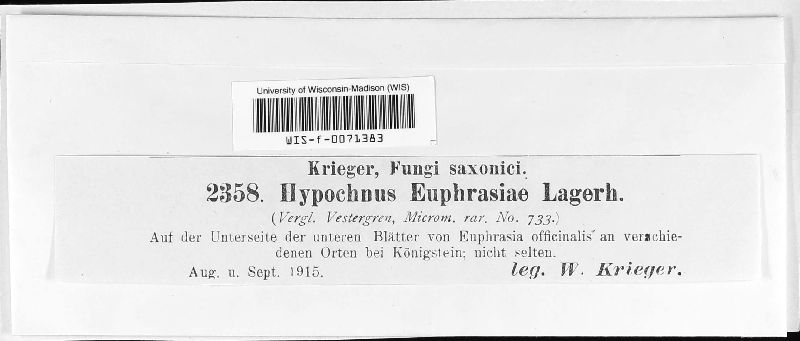 University of Wisconsin-Madison (WIS)
WIS-f-0071383
Krieger, Fungi saxonici.
2358. Hypochnus Euphrasiae Lagerh.
(Vergl. Vestergren, Microm. rar. No. 733.)
Auf der Unterseite der unteren Blätter von Euphrasia officinalis an verschie-
denen Orten bei Königstein; nicht selten.
Aug. u. Sept. 1915. leg. W. Krieger.